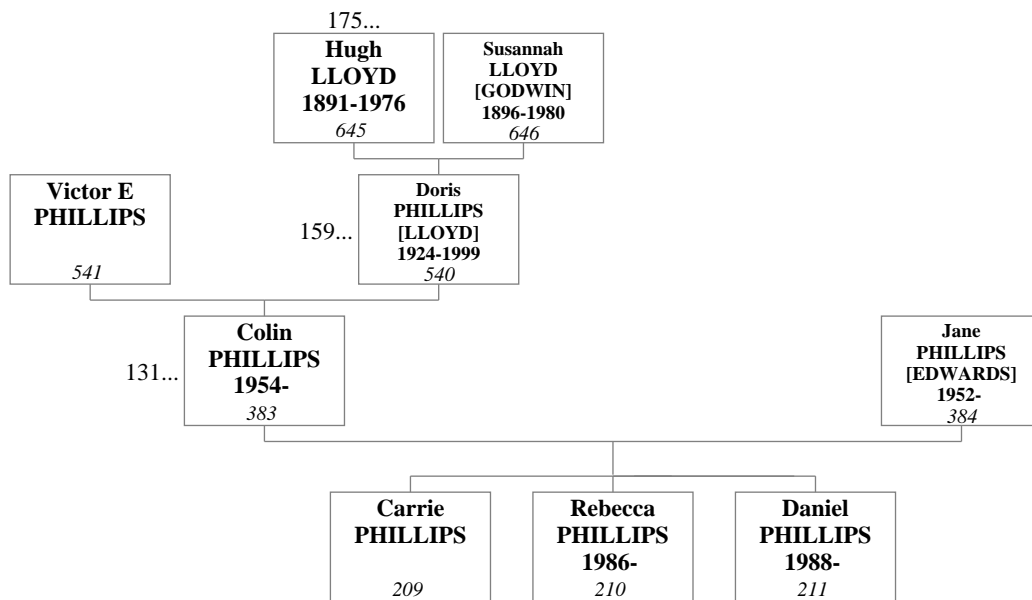 175...
Hugh
LLOYD
1891-1976
645
Susannah
LLOYD
[GODWIN]
1896-1980
646
Victor E
PHILLIPS
541
159...
Doris
PHILLIPS
[LLOYD]
1924-1999
540
131...
Colin
PHILLIPS
1954-
383
Jane
PHILLIPS
[EDWARDS]
1952-
384
Carrie
PHILLIPS
209
Rebecca
PHILLIPS
1986-
210
Daniel
PHILLIPS
1988-
211